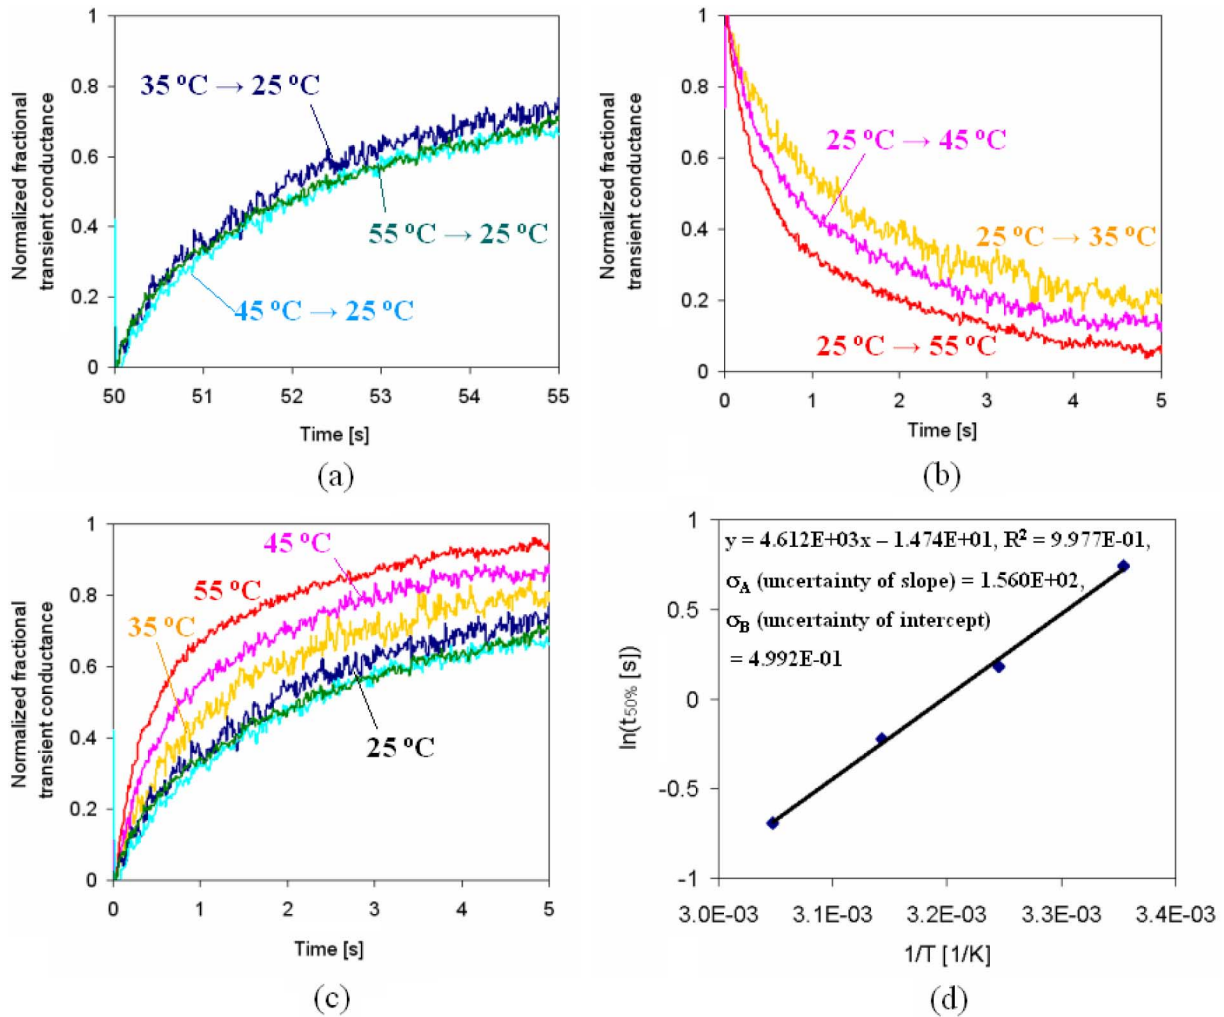 Normalized fractional
transient conductance
1
0.8
0.6
0.4
0.2
0
35 ºC → 25 ºC
55 ºC → 25 ºC
45 ºC → 25 ºC
50 51 52 53 54 55
Time [s]
(a)
Normalized fractional
transient conductance
1
0.8
0.6
0.4
0.2
0
25 ºC → 45 ºC
25 ºC → 35 ºC
25 ºC → 55 ºC
0 1 2 3 4 5
Time [s]
(b)
Normalized fractional
transient conductance
1
0.8
0.6
0.4
0.2
0
45 ºC
55 ºC
35 ºC
25 ºC
0 1 2 3 4 5
Time [s]
(c)
ln(t50% [s])
1
0.5
0
-0.5
-1
y = 4.612E+03x – 1.474E+01, R² = 9.977E-01,
σA (uncertainty of slope) = 1.560E+02,
σB (uncertainty of intercept)
= 4.992E-01
3.0E-03 3.1E-03 3.2E-03 3.3E-03 3.4E-03
1/T [1/K]
(d)